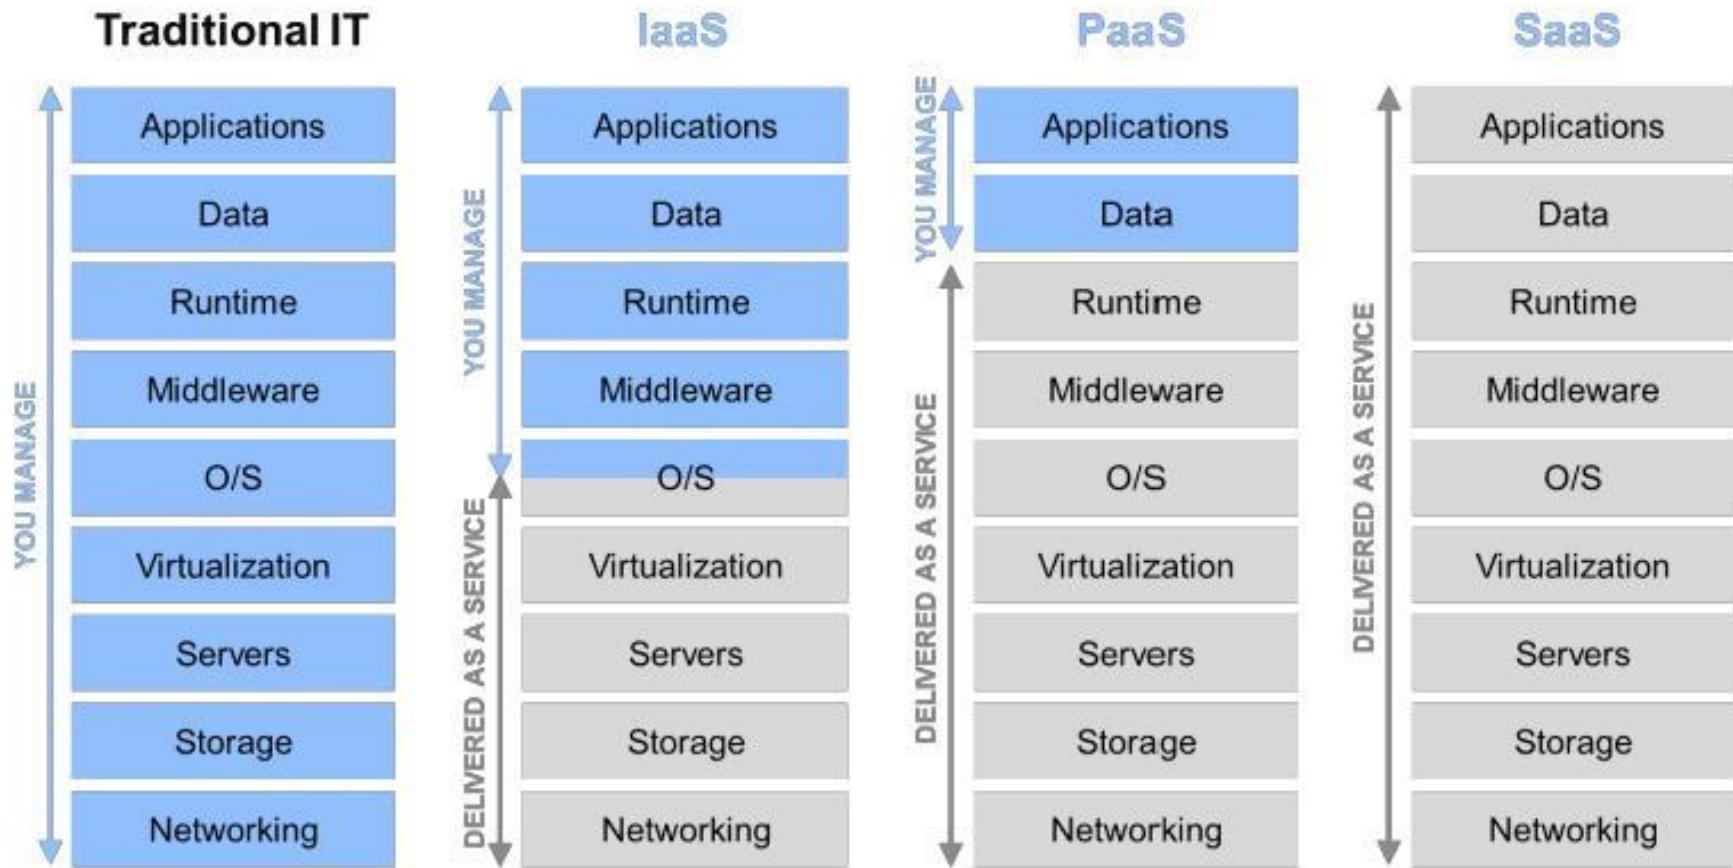 Traditional IT
YOU MANAGE
Applications
Data
Runtime
Middleware
O/S
Virtualization
Servers
Storage
Networking
IaaS
YOU MANAGE
DELIVERED AS A SERVICE
Applications
Data
Runtime
Middleware
O/S
Virtualization
Servers
Storage
Networking
PaaS
YOU MANAGE
DELIVERED AS A SERVICE
Applications
Data
Runtime
Middleware
O/S
Virtualization
Servers
Storage
Networking
SaaS
DELIVERED AS A SERVICE
Applications
Data
Runtime
Middleware
O/S
Virtualization
Servers
Storage
Networking